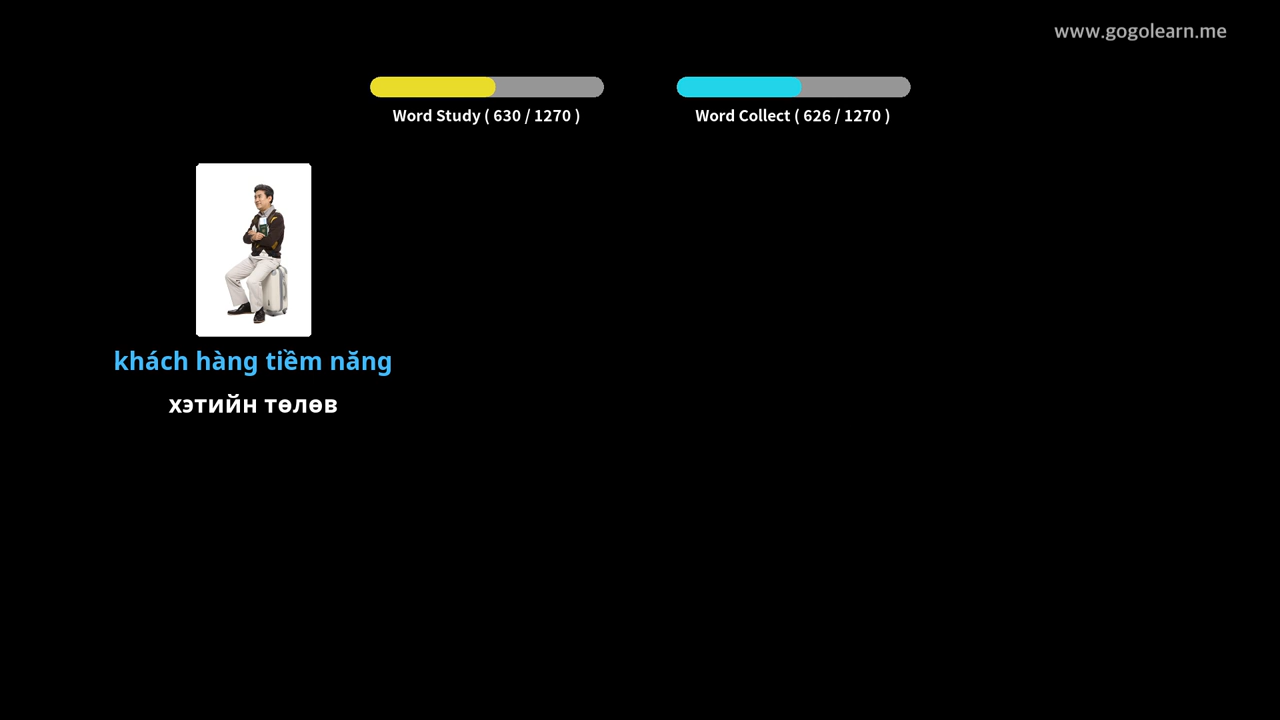 www.gogolearn.me
Word Study ( 630 / 1270 )
Word Collect ( 626 / 1270 )
khách hàng tiềm năng
хэтийн төлөв